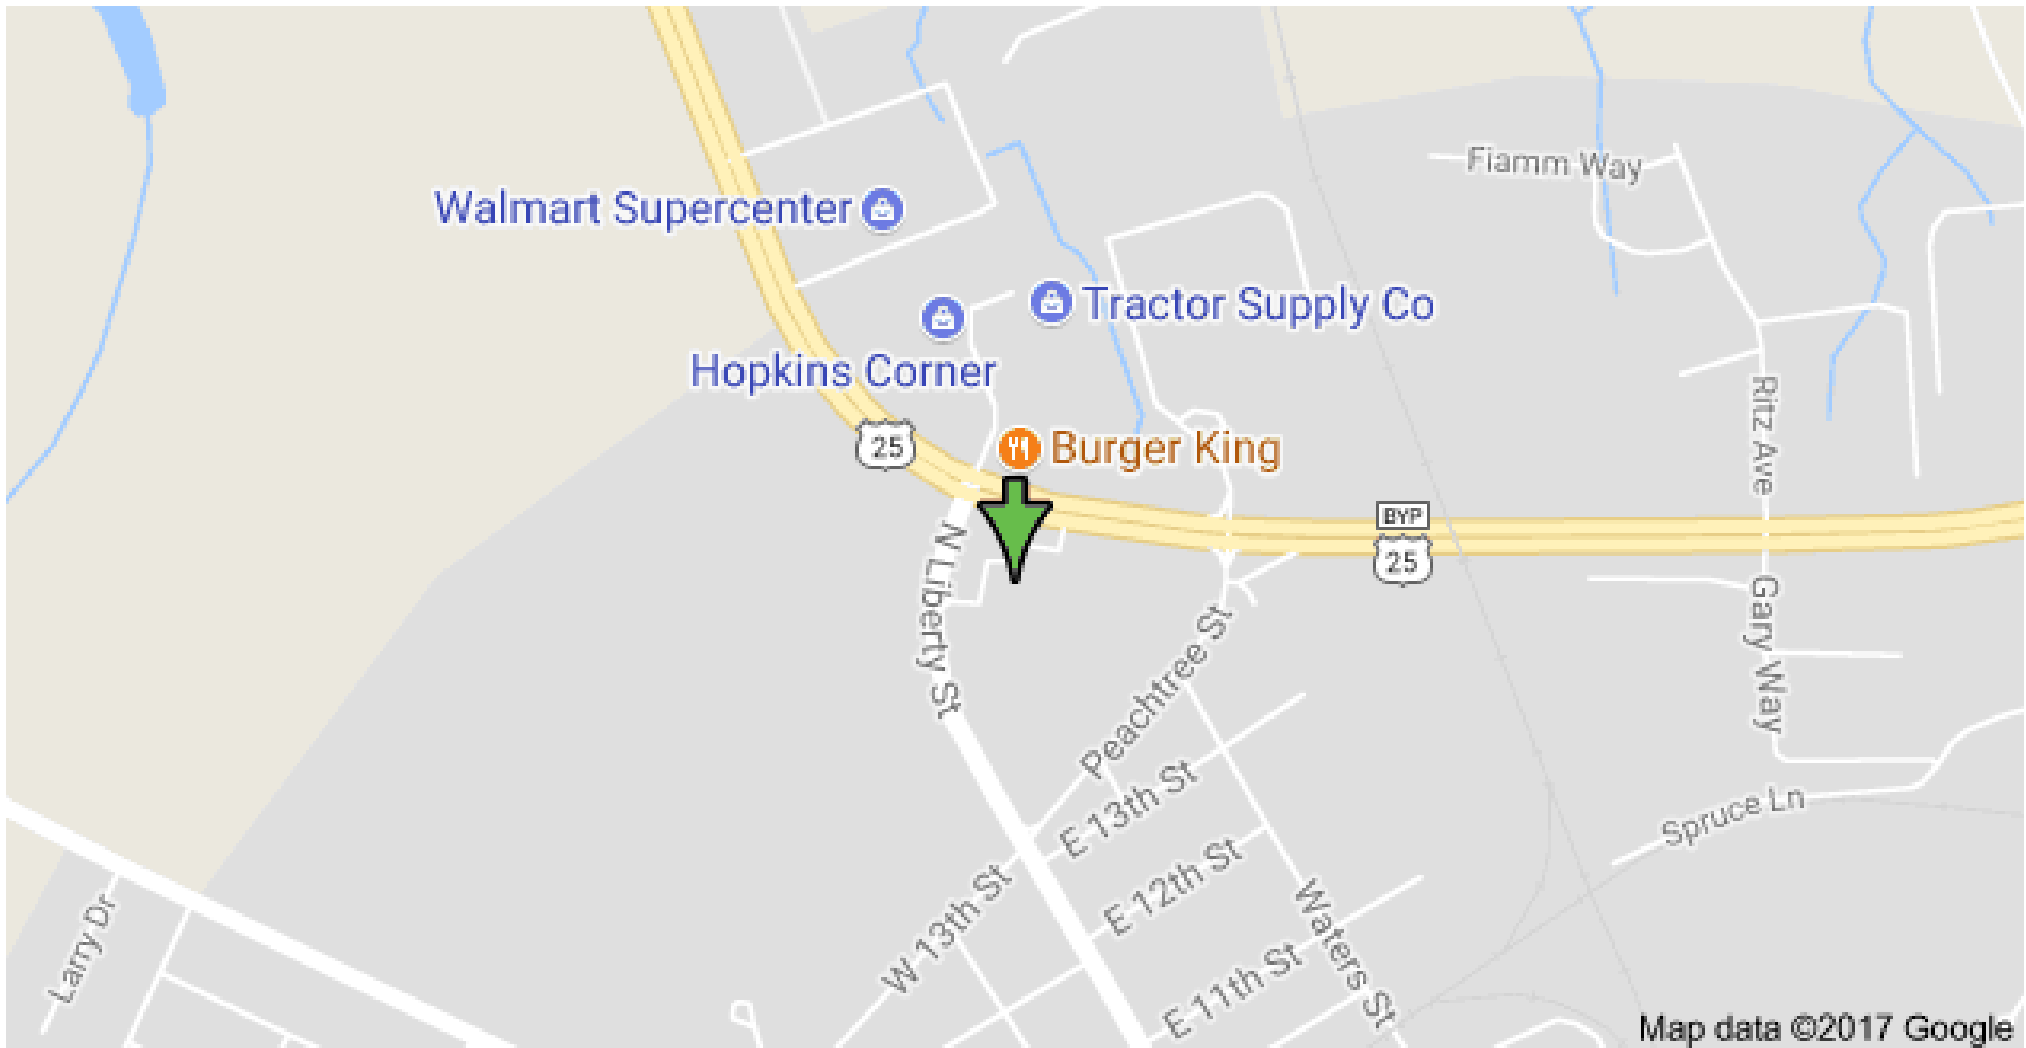 Fiamm Way
Walmart Supercenter
Tractor Supply Co
Hopkins Corner
25
Burger King
Ritz Ave
BYP
25
N Liberty St
Gary Way
Peachtree St
E 13th St
Spruce Ln
E 12th St
W 13th St
Waters St
Larry Dr
E 11th St
Map data ©2017 Google